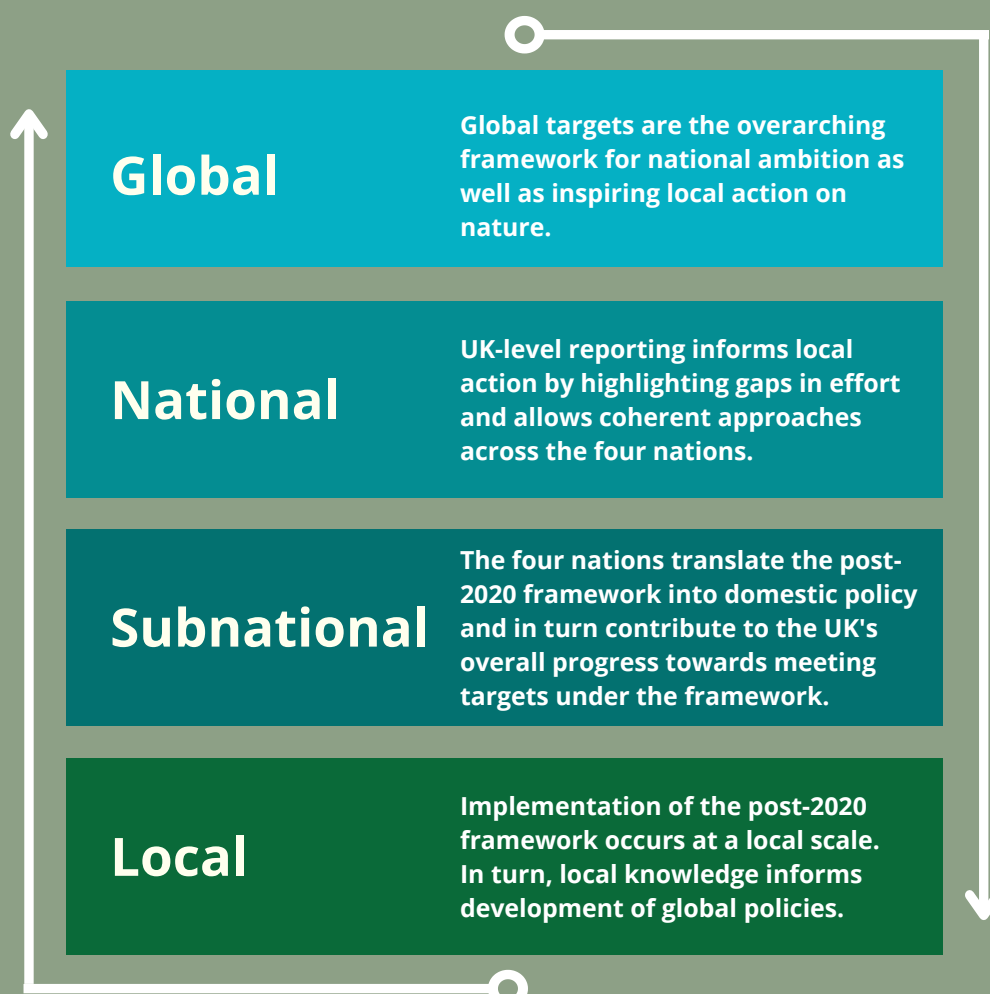 Global
Global targets are the overarching
framework for national ambition as
well as inspiring local action on
nature.
National
UK-level reporting informs local
action by highlighting gaps in effort
and allows coherent approaches
across the four nations.
Subnational
The four nations translate the post-
2020 framework into domestic policy
and in turn contribute to the UK's
overall progress towards meeting
targets under the framework.
Local
Implementation of the post-2020
framework occurs at a local scale.
In turn, local knowledge informs
development of global policies.